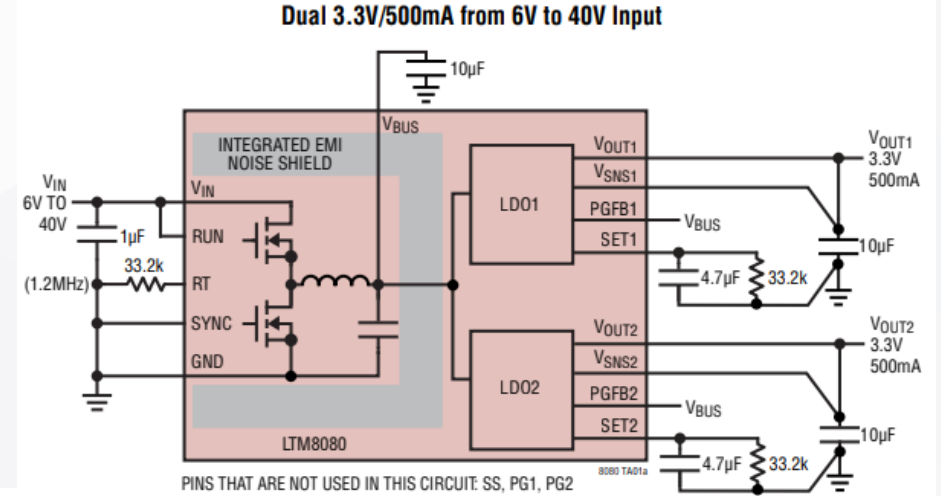 Dual 3.3V/500mA from 6V to 40V Input
10µF
VBUS
INTEGRATED EMI
NOISE SHIELD
VIN
6V TO
40V
1µF
33.2k
(1.2MHz)
VIN
RUN
RT
SYNC
GND
LTM8080
LDO1
VOUT1
VSNS1
PGFB1
SET1
VBUS
4.7µF
33.2k
10µF
VOUT1
3.3V
500mA
LDO2
VOUT2
VSNS2
PGFB2
SET2
VBUS
4.7µF
33.2k
10µF
VOUT2
3.3V
500mA
8080 TA01a
PINS THAT ARE NOT USED IN THIS CIRCUIT: SS, PG1, PG2